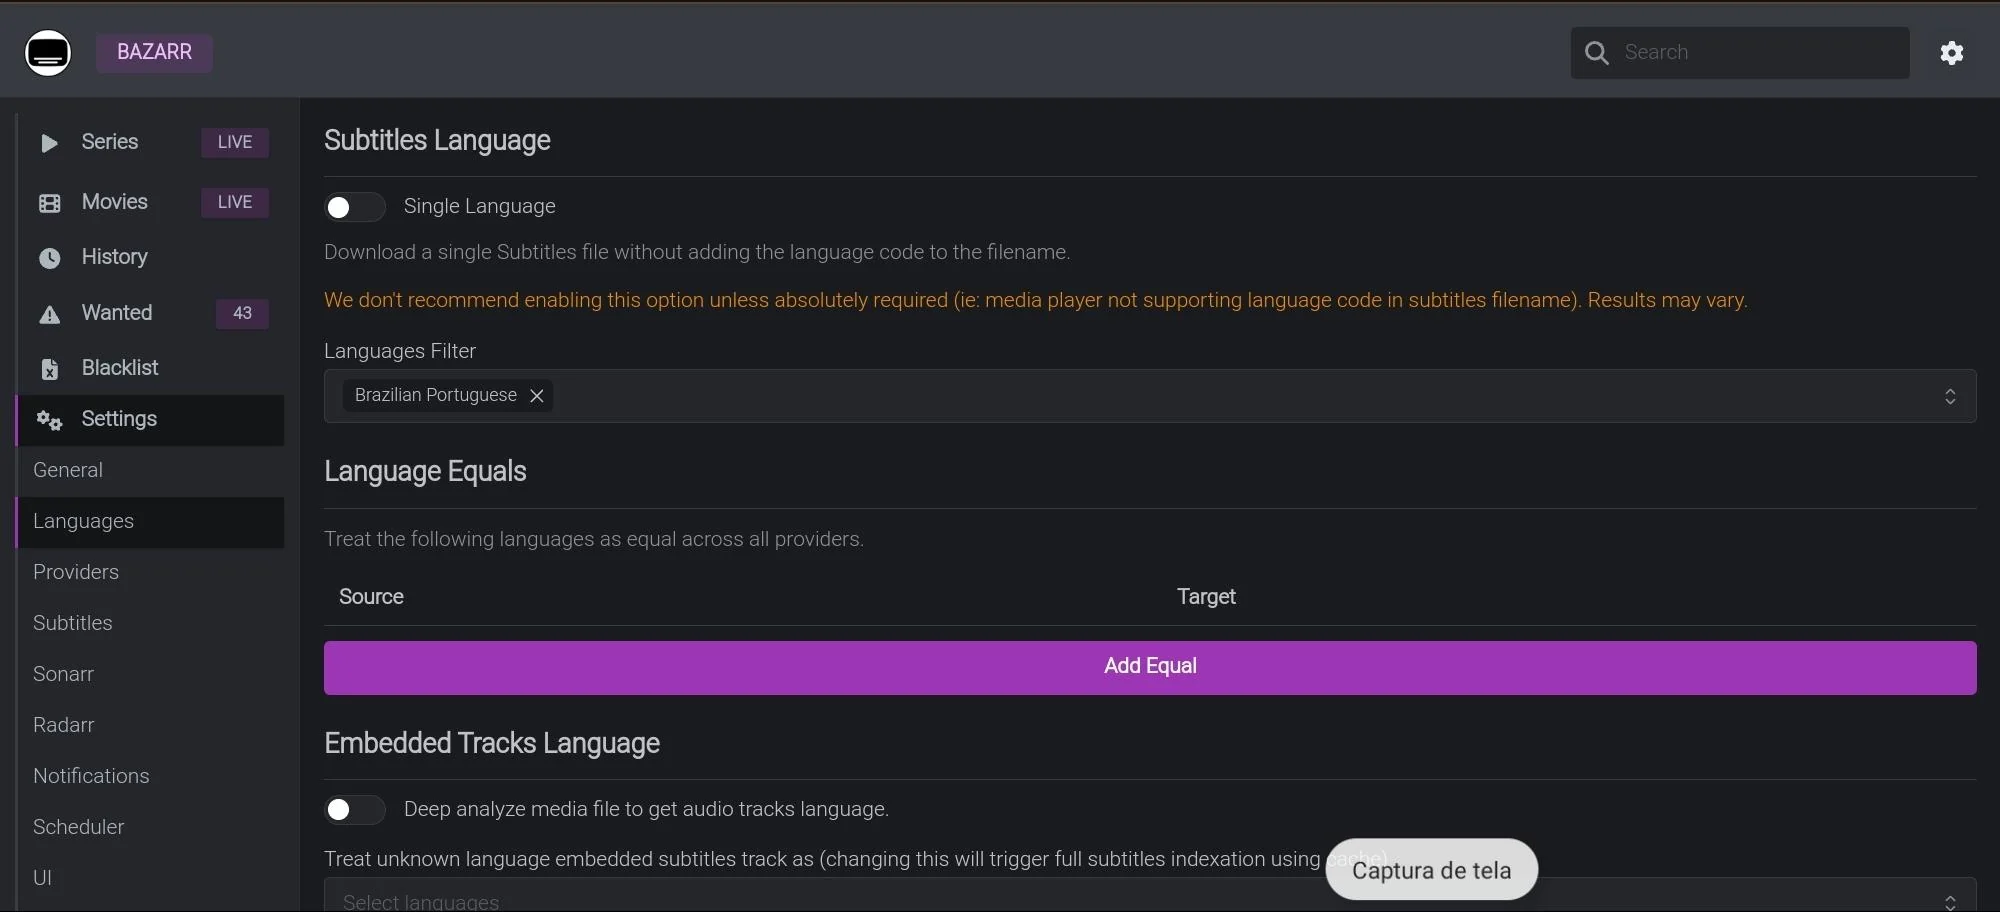 BAZARR
Search
Series LIVE
Movies LIVE
History
Wanted 43
Blacklist
Settings
General
Languages
Providers
Subtitles
Sonarr
Radarr
Notifications
Scheduler
UI
Subtitles Language
Single Language
Download a single Subtitles file without adding the language code to the filename.
We don't recommend enabling this option unless absolutely required (ie: media player not supporting language code in subtitles filename). Results may vary.
Languages Filter
Brazilian Portuguese
Language Equals
Treat the following languages as equal across all providers.
Source Target
Add Equal
Embedded Tracks Language
Deep analyze media file to get audio tracks language.
Treat unknown language embedded subtitles track as (changing this will trigger full subtitles indexation using cache)
Select languages
Captura de tela